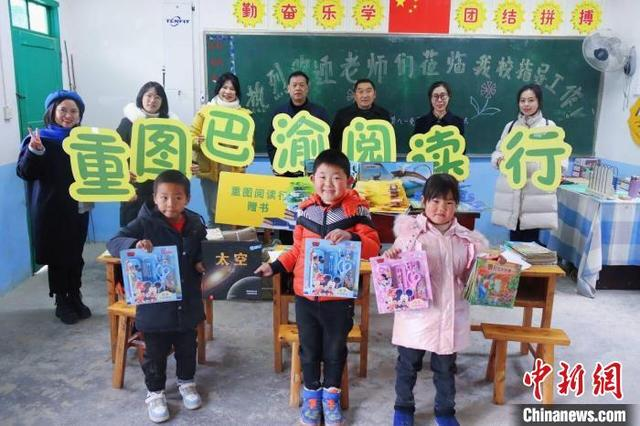 勤奋乐学
团结拼搏
热烈欢迎老师们莅临我校指导工作!
重图巴渝阅读行
重图阅读行
赠书
太空
中新网
Chinanews.com